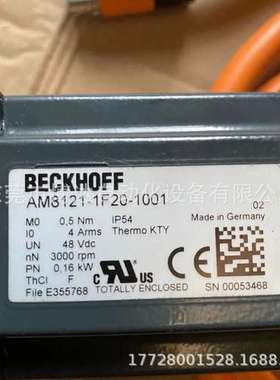 BECKHOFF
AM8121-1F20-1001
M0 0,5 Nm IP54 02
I0 4 Arms Thermo.KTY Made in Germany
UN 48 Vdc
nN 3000 rpm
Pn 0,16 kW
ThCl F
File E355768 TOTALLY ENCLOSED SN 00053468
17728001528.1688.